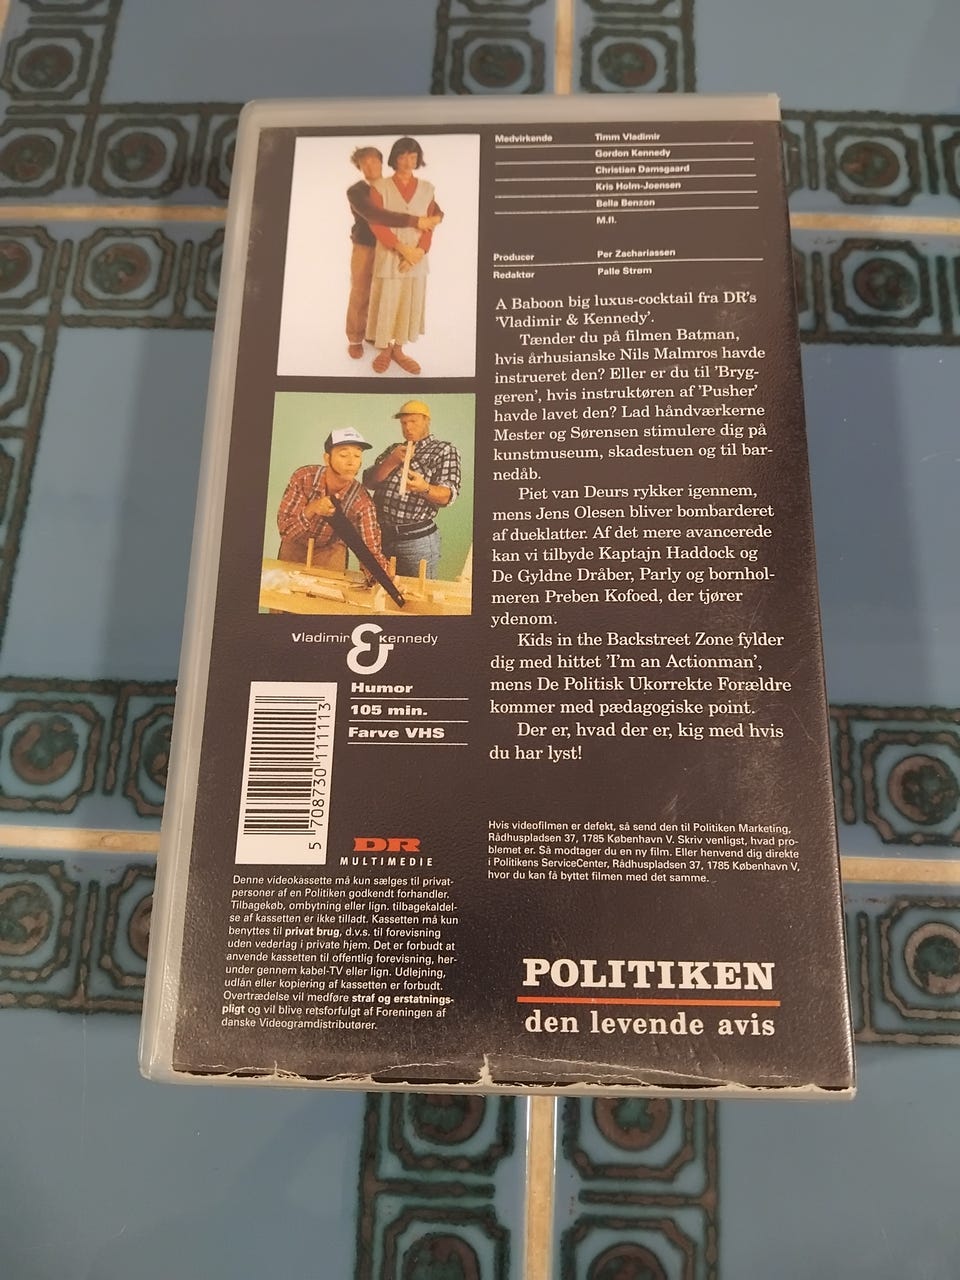 Medvirkende Timm Vladimir
Gordon Kennedy
Christian Damsgaard
Kris Holm-Joensen
Bella Benzon
M.fl.
Producer Per Zachariassen
Redaktør Palle Strøm
A Baboon big luxus-cocktail fra DR's
'Vladimir & Kennedy'.
Tænder du på filmen Batman,
hvis århusianske Nils Malmros havde
instrueret den? Eller er du til 'Bryg-
geren', hvis instruktøren af 'Pusher'
havde lavet den? Lad håndværkerne
Mester og Sørensen stimulere dig på
kunstmuseum, skadestuen og til bar-
nedåb.
Piet van Deurs rykker igennem,
mens Jens Olesen bliver bombarderet
af dueklatter. Af det mere avancerede
kan vi tilbyde Kaptajn Haddock og
De Gyldne Dråber, Parly og bornhol-
meren Preben Kofoed, der tjører
ydenom.
Kids in the Backstreet Zone fylder
dig med hittet 'I'm an Actionman',
mens De Politisk Ukorrekte Forældre
kommer med pædagogiske point.
Der er, hvad der er, kig med hvis
du har lyst!
Vladimir & Kennedy
Humor
105 min.
Farve VHS
5 708730 111113
DR
MULTIMEDIE
Denne videokassette må kun sælges til privat-
personer af en Politiken godkendt forhandler.
Tilbagekøb, ombytning eller lign. tilbagekaldel-
se af kassetten er ikke tilladt. Kassetten må kun
benyttes til privat brug, d.v.s. til forevisning
uden vederlag i private hjem. Det er forbudt at
anvende kassetten til offentlig forevisning, her-
under gennem kabel-TV eller lign. Udlejning,
udlån eller kopiering af kassetten er forbudt.
Overtrædelse vil medføre straf og erstatnings-
pligt og vil blive retsforfulgt af Foreningen af
danske Videogramdistributører.
Hvis videofilmen er defekt, så send den til Politiken Marketing,
Rådhuspladsen 37, 1785 København V. Skriv venligst, hvad pro-
blemet er. Så modtager du en ny film. Eller henvend dig direkte
i Politikens ServiceCenter, Rådhuspladsen 37, 1785 København V,
hvor du kan få byttet filmen med det samme.
POLITIKEN
den levende avis